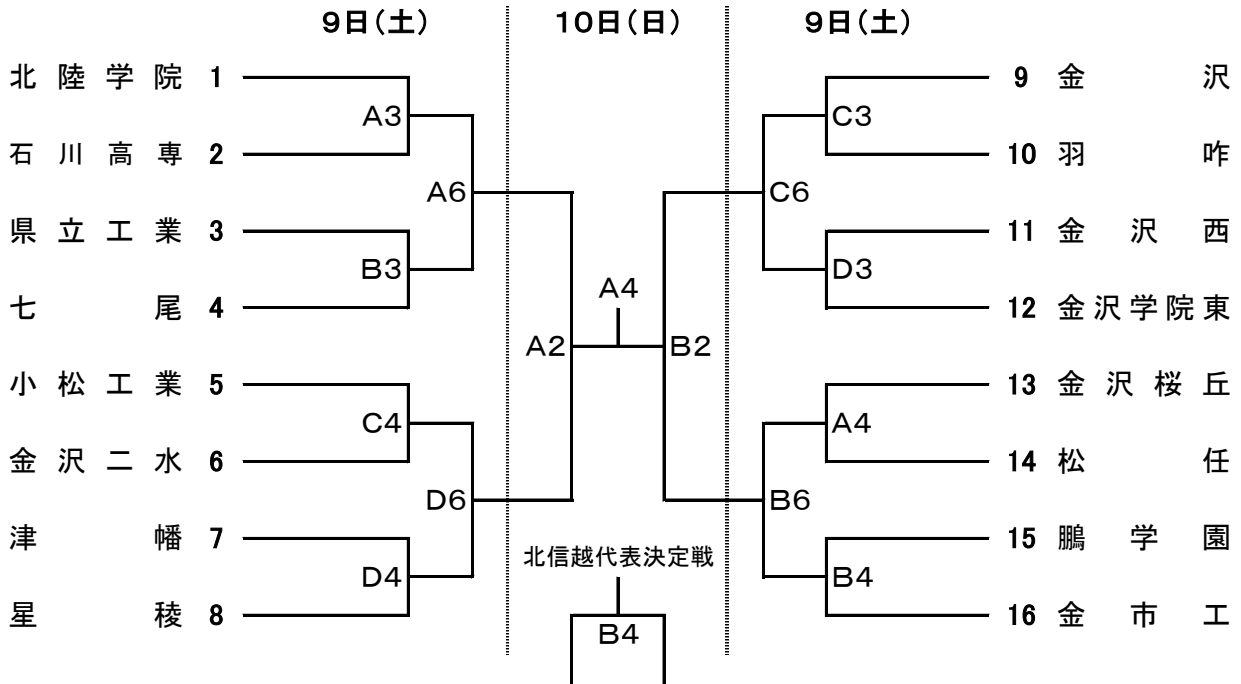 9日(土) 10日(日) 9日(土)
北陸学院 1 9 金沢
A3 C3
石川高専 2 10 羽咋
A6 C6
県立工業 3 11 金沢西
B3 D3
七尾 4 A4 12 金沢学院東
A2 B2
小松工業 5 13 金沢桜丘
C4 A4
金沢二水 6 14 松任
D6 B6
津幡 7 15 鵬学園
北信越代表決定戦
D4 B4
星稜 8 16 金市工
B4